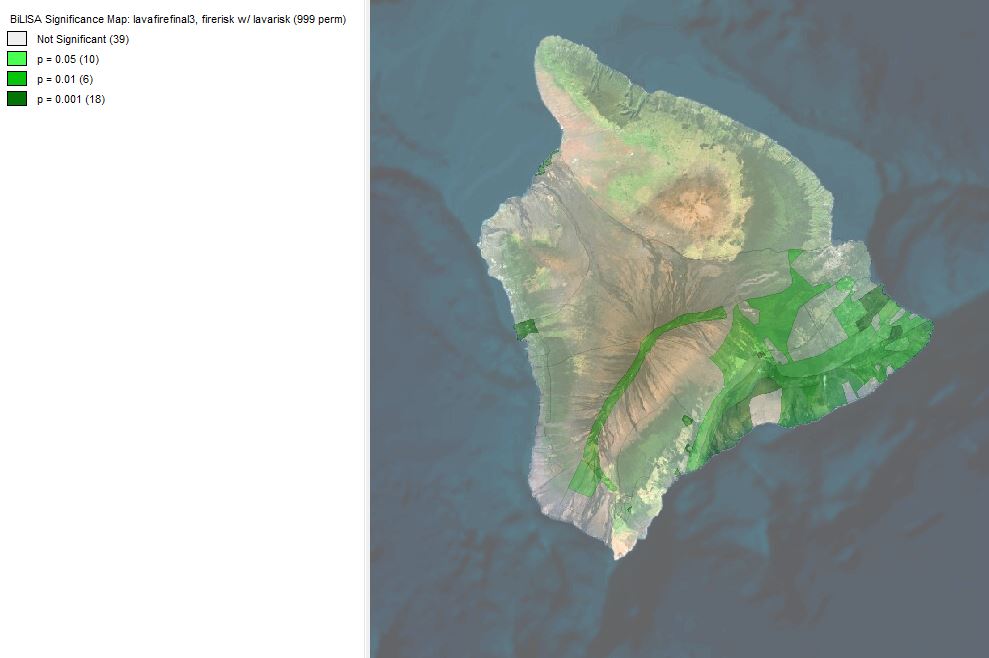 BiLISA Significance Map: lavafirefinal3, firerisk w/ lavarisk (999 perm)
Not Significant (39)
p = 0.05 (10)
p = 0.01 (6)
p = 0.001 (18)